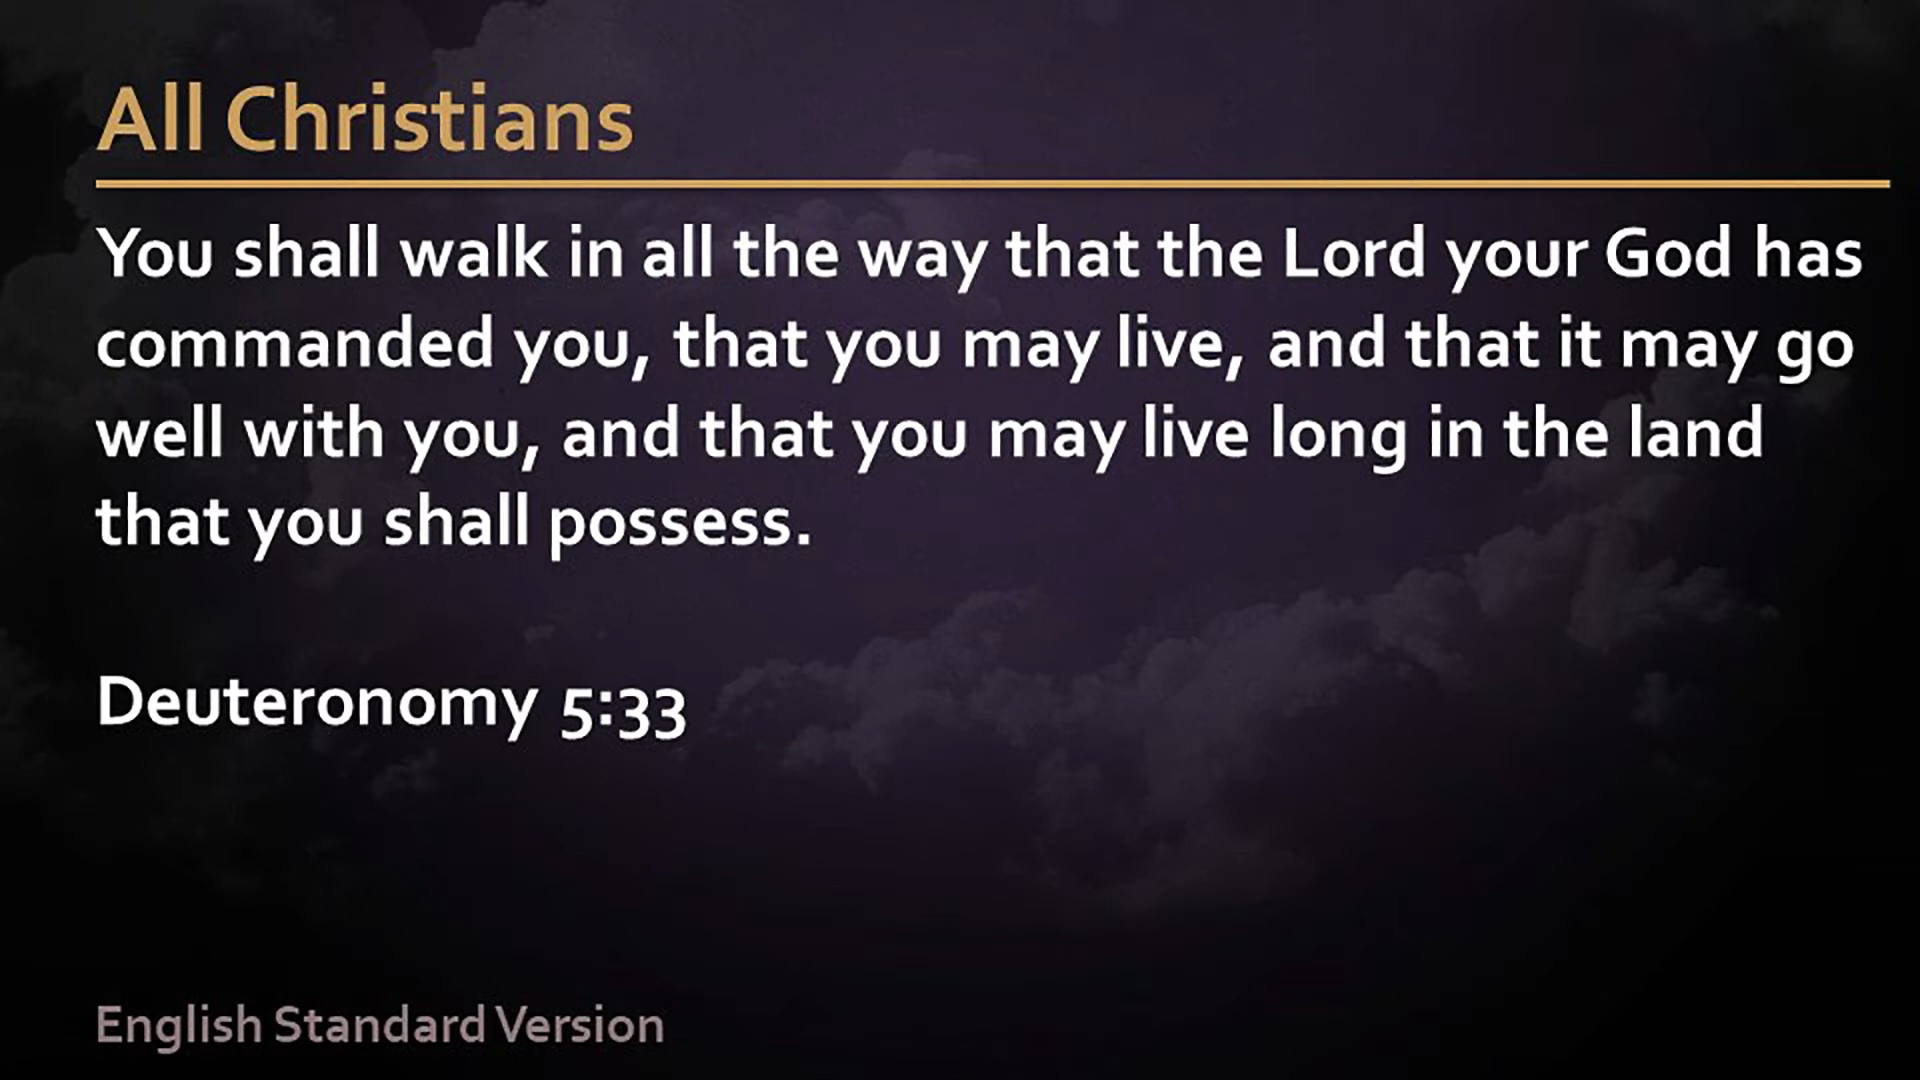 All Christians
You shall walk in all the way that the Lord your God has
commanded you, that you may live, and that it may go
well with you, and that you may live long in the land
that you shall possess.
Deuteronomy 5:33
English Standard Version